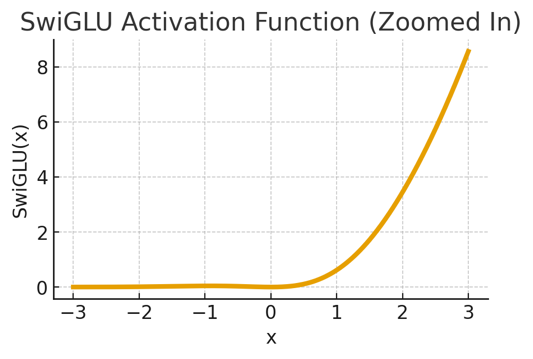 SwiGLU Activation Function (Zoomed In)
8
6
4
2
0
SwiGLU(x)
−3 −2 −1 0 1 2 3
x